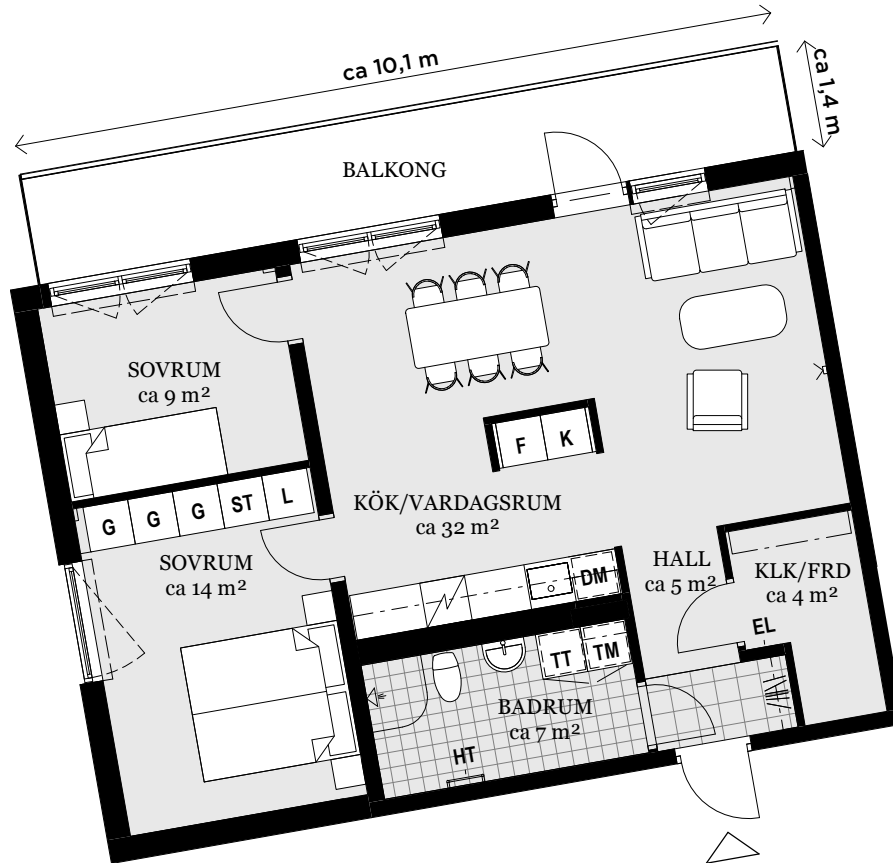 ca 10,1 m
ca 1,4 m
BALKONG
SOVRUM
ca 9 m²
F K
KÖK/VARDAGSRUM
ca 32 m²
G G G ST L
SOVRUM
ca 14 m²
DM
HALL
ca 5 m²
KLK/FRD
ca 4 m²
EL
TT TM
BADRUM
ca 7 m²
HT